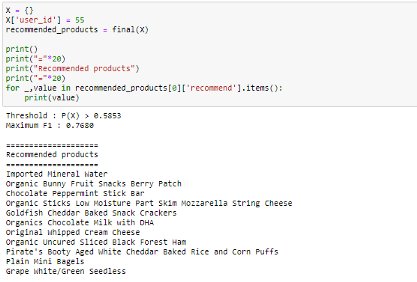 X = {}
X['user_id'] = 55
recommended_products = final(X)
print()
print("="*20)
print("Recommended products")
print("="*20)
for _,value in recommended_products[0]['recommend'].items():
    print(value)
Threshold : P(X) > 0.5853
Maximum F1 : 0.7680
====================
Recommended products
====================
Imported Mineral Water
Organic Bunny Fruit Snacks Berry Patch
Chocolate Peppermint Stick Bar
Organic Sticks Low Moisture Part Skim Mozzarella String Cheese
Goldfish Cheddar Baked Snack Crackers
Organics Chocolate Milk with DHA
Original Whipped Cream Cheese
Organic Uncured Sliced Black Forest Ham
Pirate's Booty Aged White Cheddar Baked Rice and Corn Puffs
Plain Mini Bagels
Grape White/Green Seedless